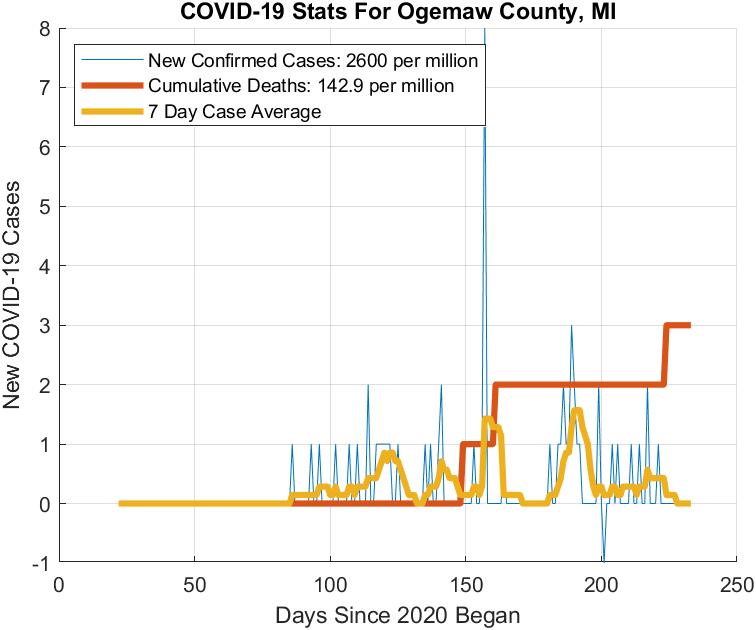 COVID-19 Stats For Ogemaw County, MI
New Confirmed Cases: 2600 per million
Cumulative Deaths: 142.9 per million
7 Day Case Average
New COVID-19 Cases
8
7
6
5
4
3
2
1
0
-1
0 50 100 150 200 250
Days Since 2020 Began